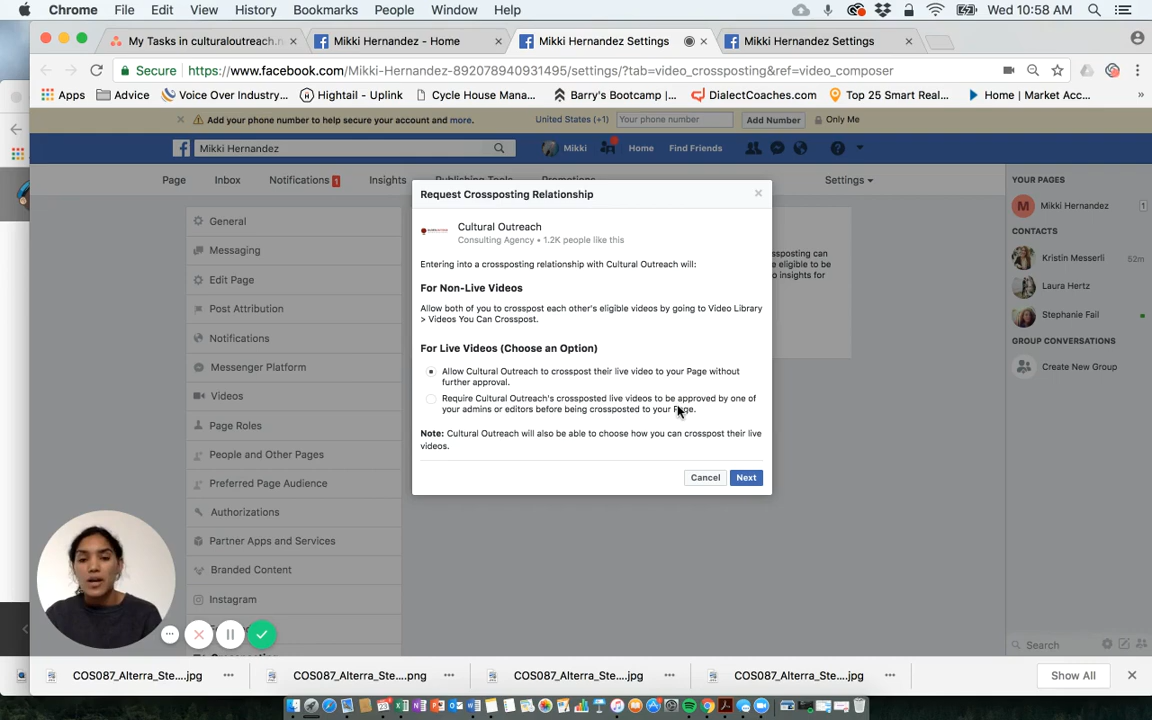 Chrome File Edit View History Bookmarks People Window Help Wed 10:58 AM
My Tasks in culturaloutreach.n
Mikki Hernandez - Home
Mikki Hernandez Settings
Mikki Hernandez Settings
Secure https://www.facebook.com/Mikki-Hernandez-892078940931495/settings/?tab=video_crossposting&ref=video_composer
Apps Advice Voice Over Industry... Hightail - Uplink Cycle House Mana... Barry's Bootcamp |... DialectCoaches.com Top 25 Smart Real... Home | Market Acc... »
Add your phone number to help secure your account and more. United States (+1) Your phone number Add Number Only Me
Mikki Hernandez Mikki Home Find Friends
Page Inbox Notifications 1 Insights Publishing Tools Promotions Settings
General
Messaging
Edit Page
Post Attribution
Notifications
Messenger Platform
Videos
Page Roles
People and Other Pages
Preferred Page Audience
Authorizations
Partner Apps and Services
Branded Content
Instagram
Request Crossposting Relationship
Cultural Outreach
Consulting Agency • 1.2K people like this
Entering into a crossposting relationship with Cultural Outreach will:
For Non-Live Videos
Allow both of you to crosspost each other's eligible videos by going to Video Library
> Videos You Can Crosspost.
For Live Videos (Choose an Option)
Allow Cultural Outreach to crosspost their live video to your Page without
further approval.
Require Cultural Outreach's crossposted live videos to be approved by one of
your admins or editors before being crossposted to your Page.
Note: Cultural Outreach will also be able to choose how you can crosspost their live
videos.
Cancel Next
ssposting can
e eligible to be
o insights for
YOUR PAGES
Mikki Hernandez 1
CONTACTS
Kristin Messerli 52m
Laura Hertz
Stephanie Fail
GROUP CONVERSATIONS
Create New Group
Search
COS087_Alterra_Ste....jpg
COS087_Alterra_Ste....png
COS087_Alterra_Ste....jpg
COS087_Alterra_Ste....jpg
Show All